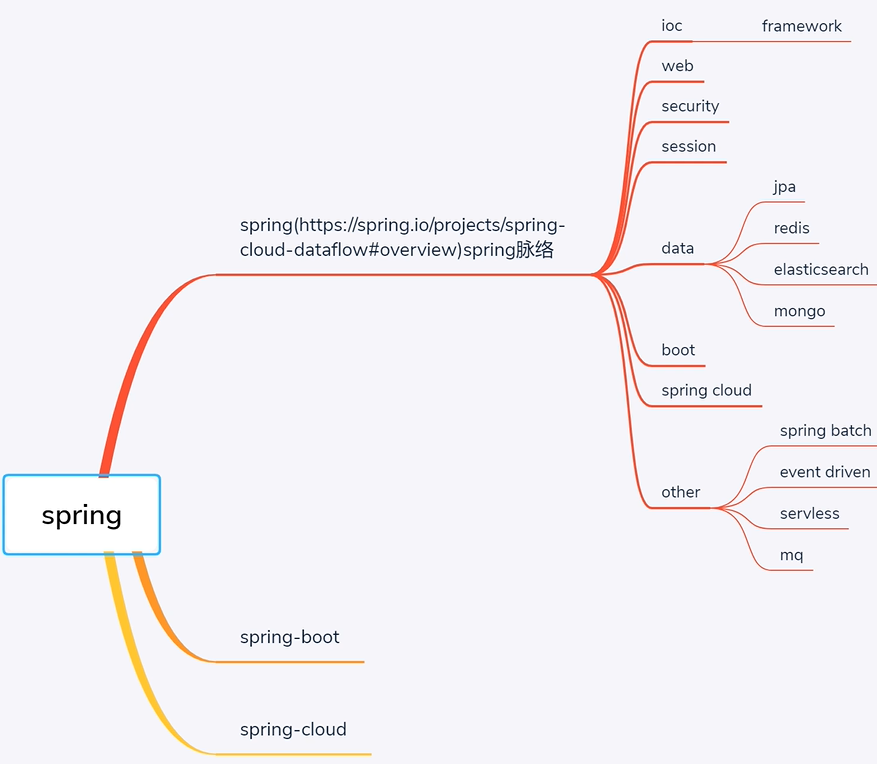 ioc
framework
web
security
session
jpa
spring(https://spring.io/projects/spring-
redis
cloud-dataflow#overview)spring脉络
data
elasticsearch
mongo
boot
spring cloud
spring batch
event driven
other
spring
servless
mq
spring-boot
spring-cloud